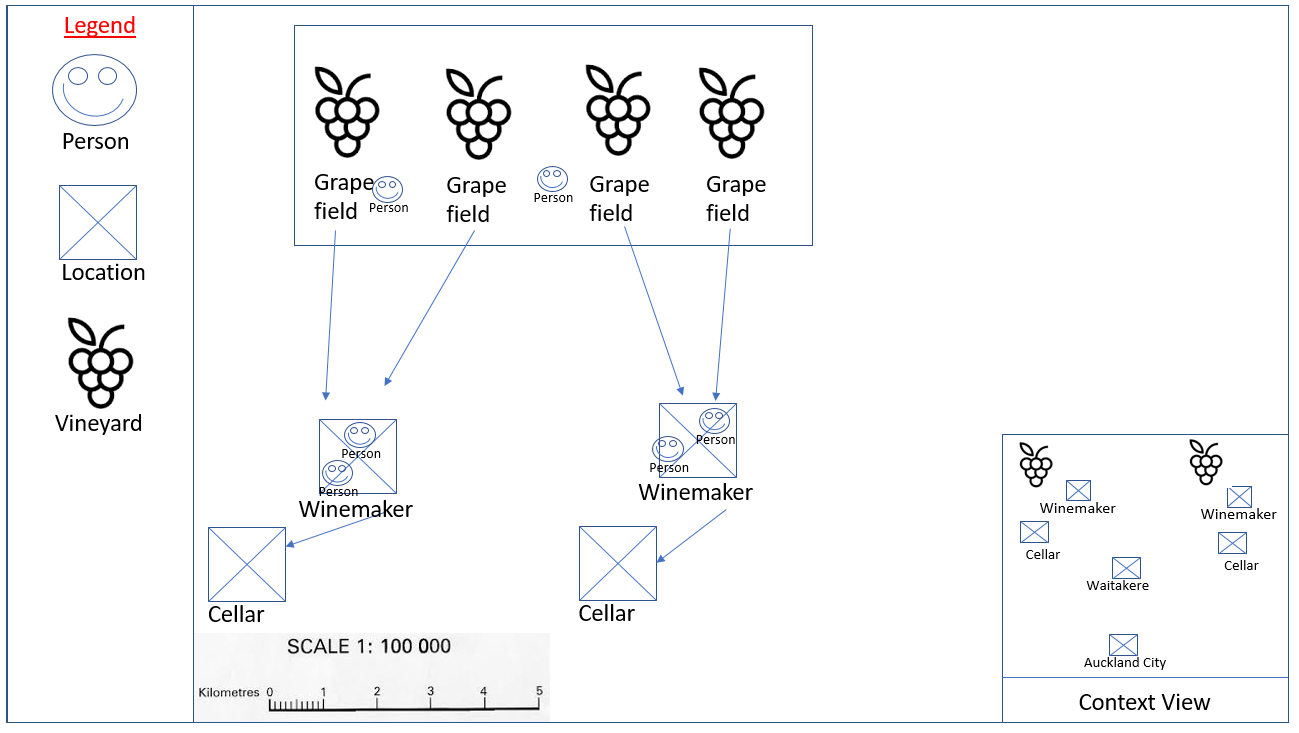 Legend
Person
Location
Vineyard
Grape
field
Person
Grape
field
Person
Grape
field
Grape
field
Person
Person
Winemaker
Person
Person
Winemaker
Cellar
Cellar
SCALE 1: 100 000
Kilometres 0 1 2 3 4 5
Winemaker
Winemaker
Cellar
Cellar
Waitakere
Auckland City
Context View